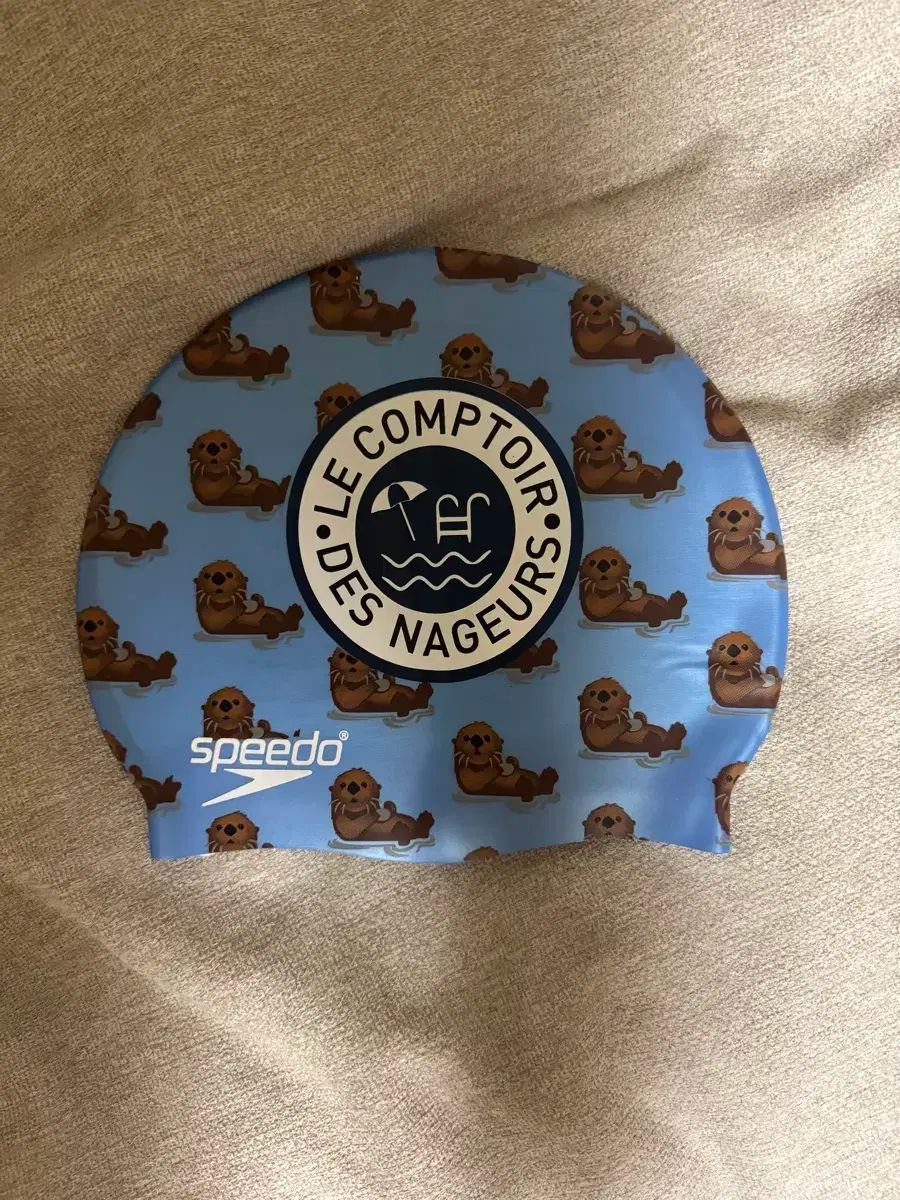 LE COMPTOIR
DES NAGEURS
speedo®